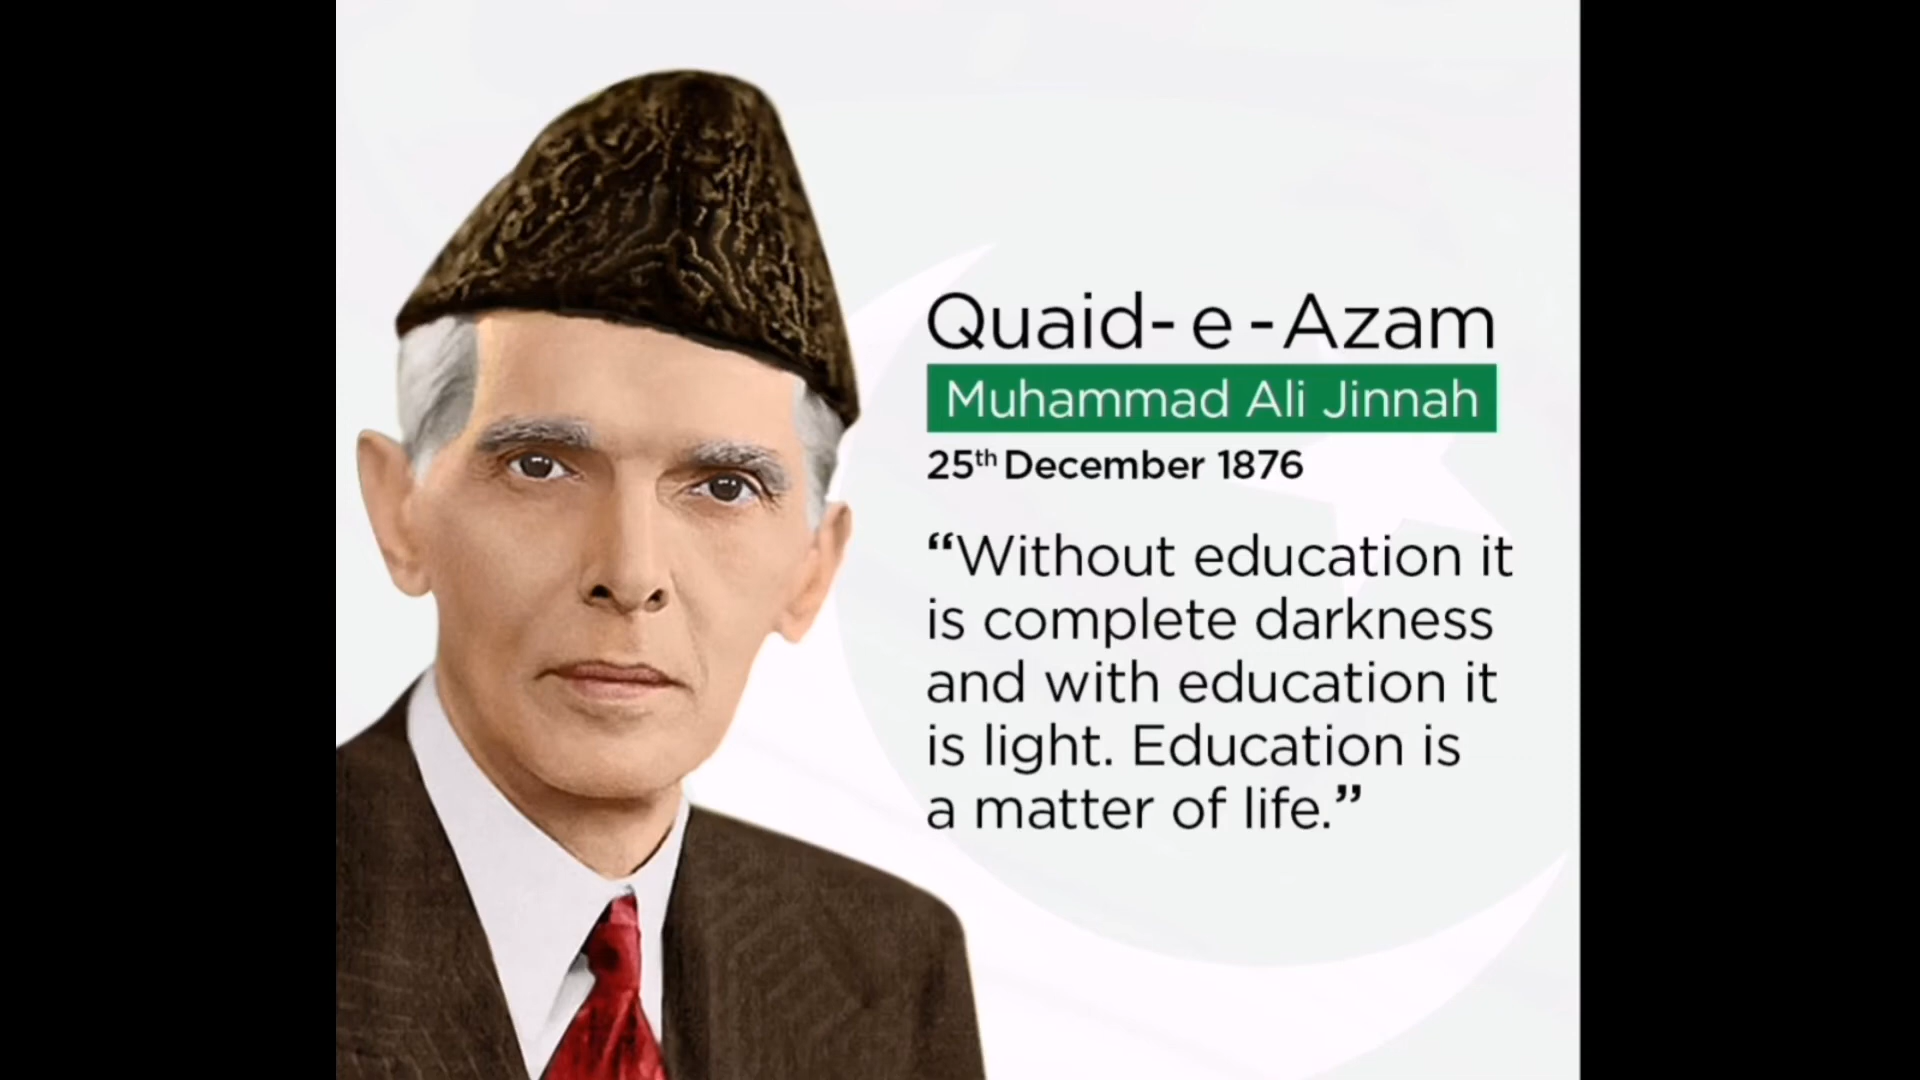 Quaid- e -Azam
Muhammad Ali Jinnah
25th December 1876
“Without education it
is complete darkness
and with education it
is light. Education is
a matter of life.”